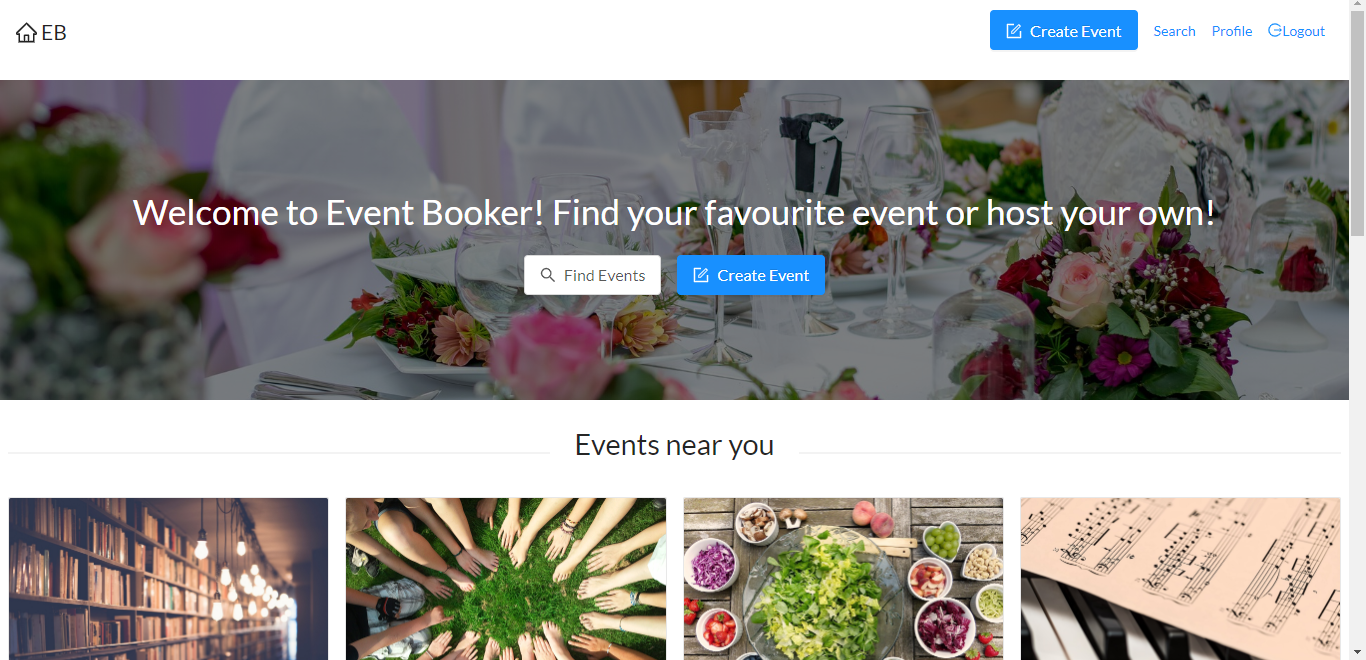 EB
Create Event
Search
Profile
Logout
Welcome to Event Booker! Find your favourite event or host your own!
Find Events
Create Event
Events near you